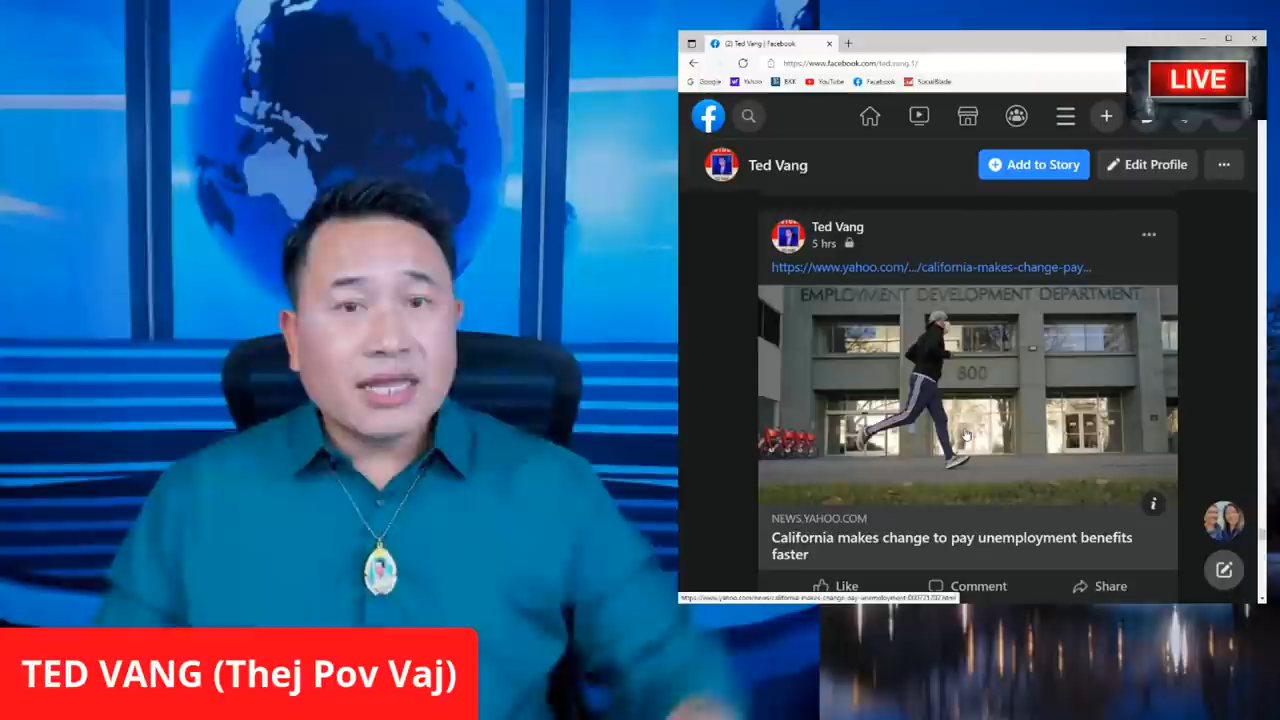 (2) Ted Vang | Facebook
https://www.facebook.com/ted.vang.1/
Google
Yahoo
BKK
YouTube
Facebook
SocialBlade
LIVE
Ted Vang
Add to Story
Edit Profile
Ted Vang
5 hrs
https://www.yahoo.com/.../california-makes-change-pay...
EMPLOYMENT DEVELOPMENT DEPARTMENT
800
NEWS.YAHOO.COM
California makes change to pay unemployment benefits
faster
Like
Comment
Share
TED VANG (Thej Pov Vaj)